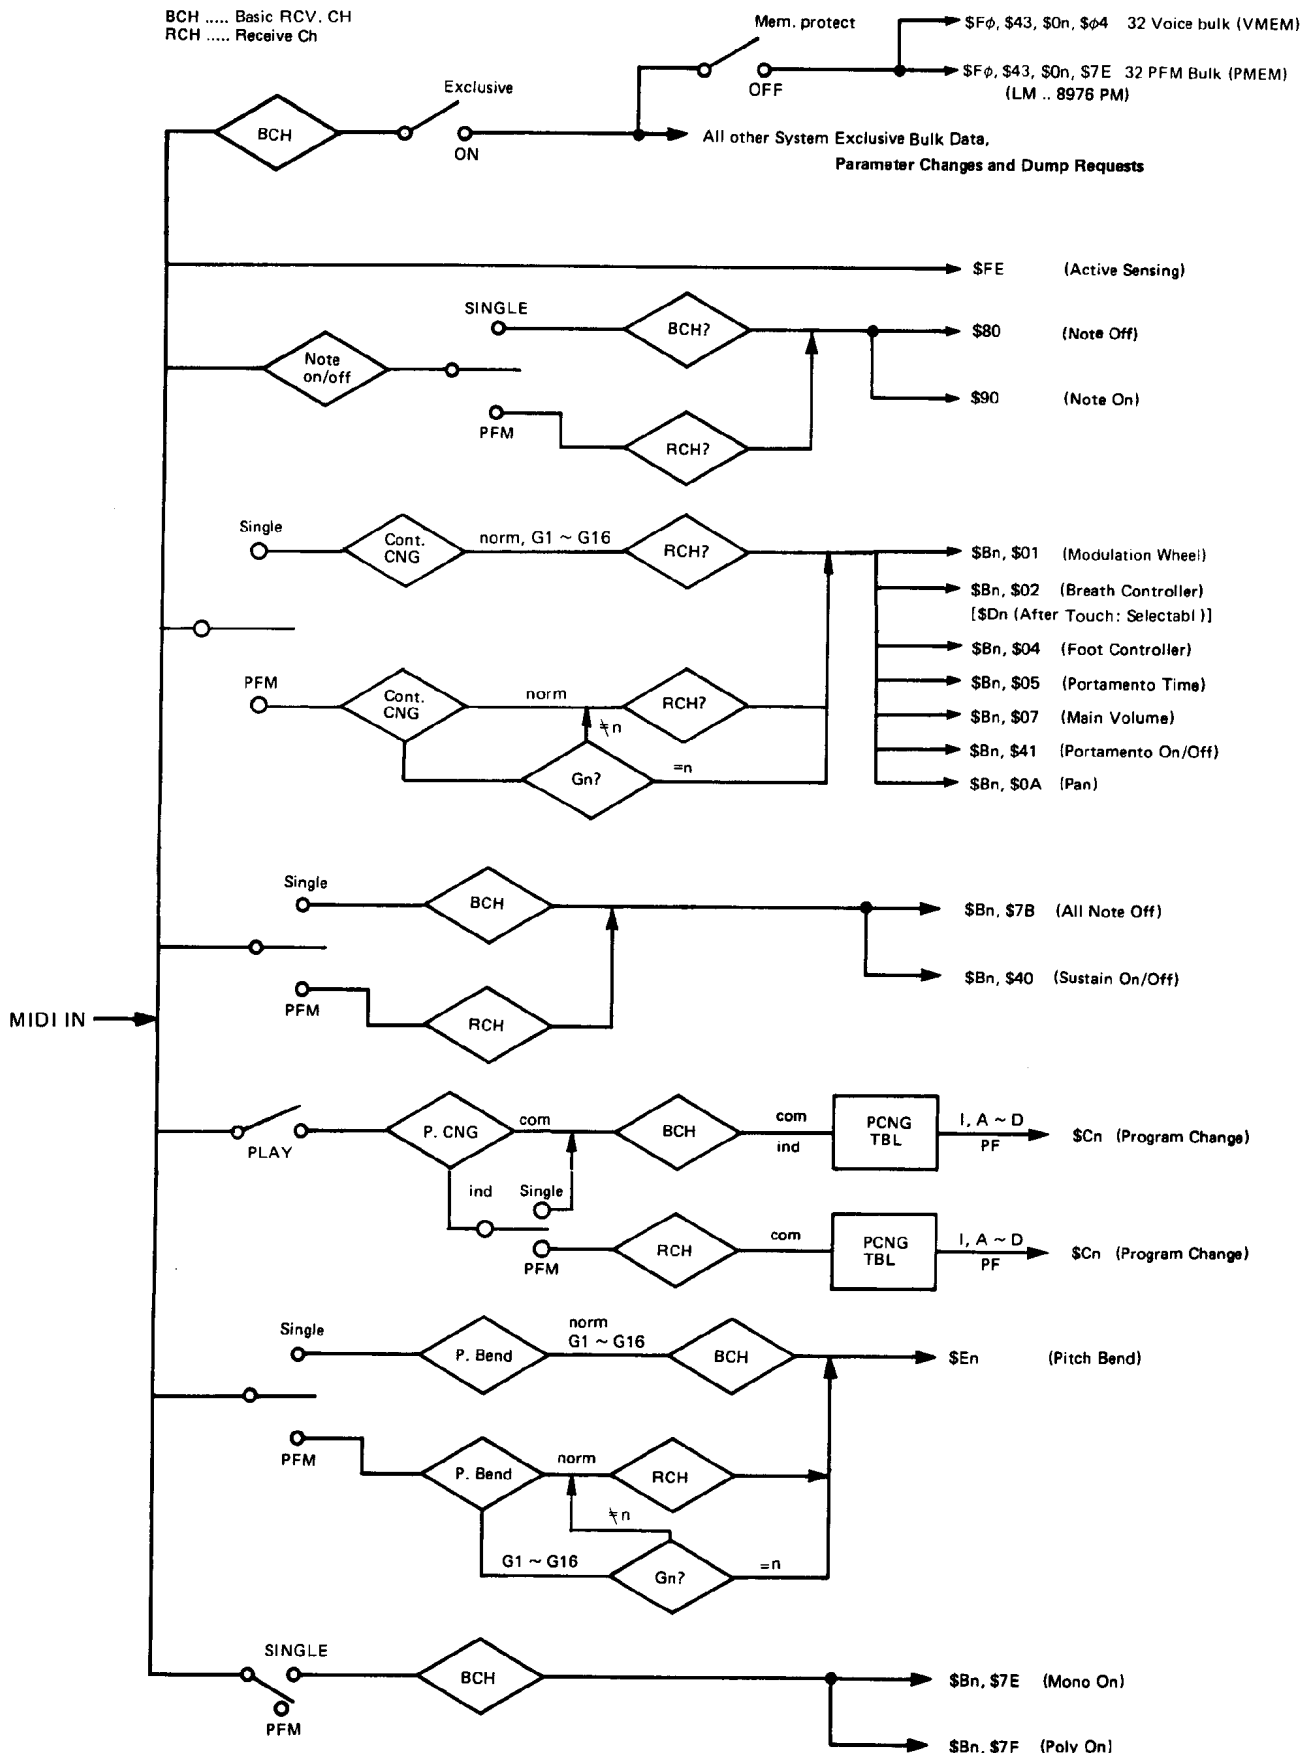 BCH ..... Basic RCV. CH
RCH ..... Receive Ch
Mem. protect
$Fφ, $43, $0n, $φ4 32 Voice bulk (VMEM)
OFF
$Fφ, $43, $0n, $7E 32 PFM Bulk (PMEM)
(LM .. 8976 PM)
BCH
Exclusive
ON
All other System Exclusive Bulk Data,
Parameter Changes and Dump Requests
$FE (Active Sensing)
SINGLE
BCH?
$80 (Note Off)
Note
on/off
$90 (Note On)
PFM
RCH?
Single
Cont.
CNG
norm, G1 ~ G16
RCH?
$Bn, $01 (Modulation Wheel)
$Bn, $02 (Breath Controller)
[$Dn (After Touch: Selectabl )]
$Bn, $04 (Foot Controller)
PFM
Cont.
CNG
norm
RCH?
$Bn, $05 (Portamento Time)
$Bn, $07 (Main Volume)
≠n
Gn?
=n
$Bn, $41 (Portamento On/Off)
$Bn, $0A (Pan)
Single
BCH
$Bn, $7B (All Note Off)
$Bn, $40 (Sustain On/Off)
PFM
RCH
MIDI IN
PLAY
P. CNG
com
BCH
com
ind
PCNG
TBL
I, A ~ D
PF
$Cn (Program Change)
ind
Single
PFM
RCH
com
PCNG
TBL
I, A ~ D
PF
$Cn (Program Change)
Single
P. Bend
norm
G1 ~ G16
BCH
$En (Pitch Bend)
PFM
P. Bend
norm
RCH
≠n
G1 ~ G16
Gn?
=n
SINGLE
PFM
BCH
$Bn, $7E (Mono On)
$Bn, $7F (Poly On)